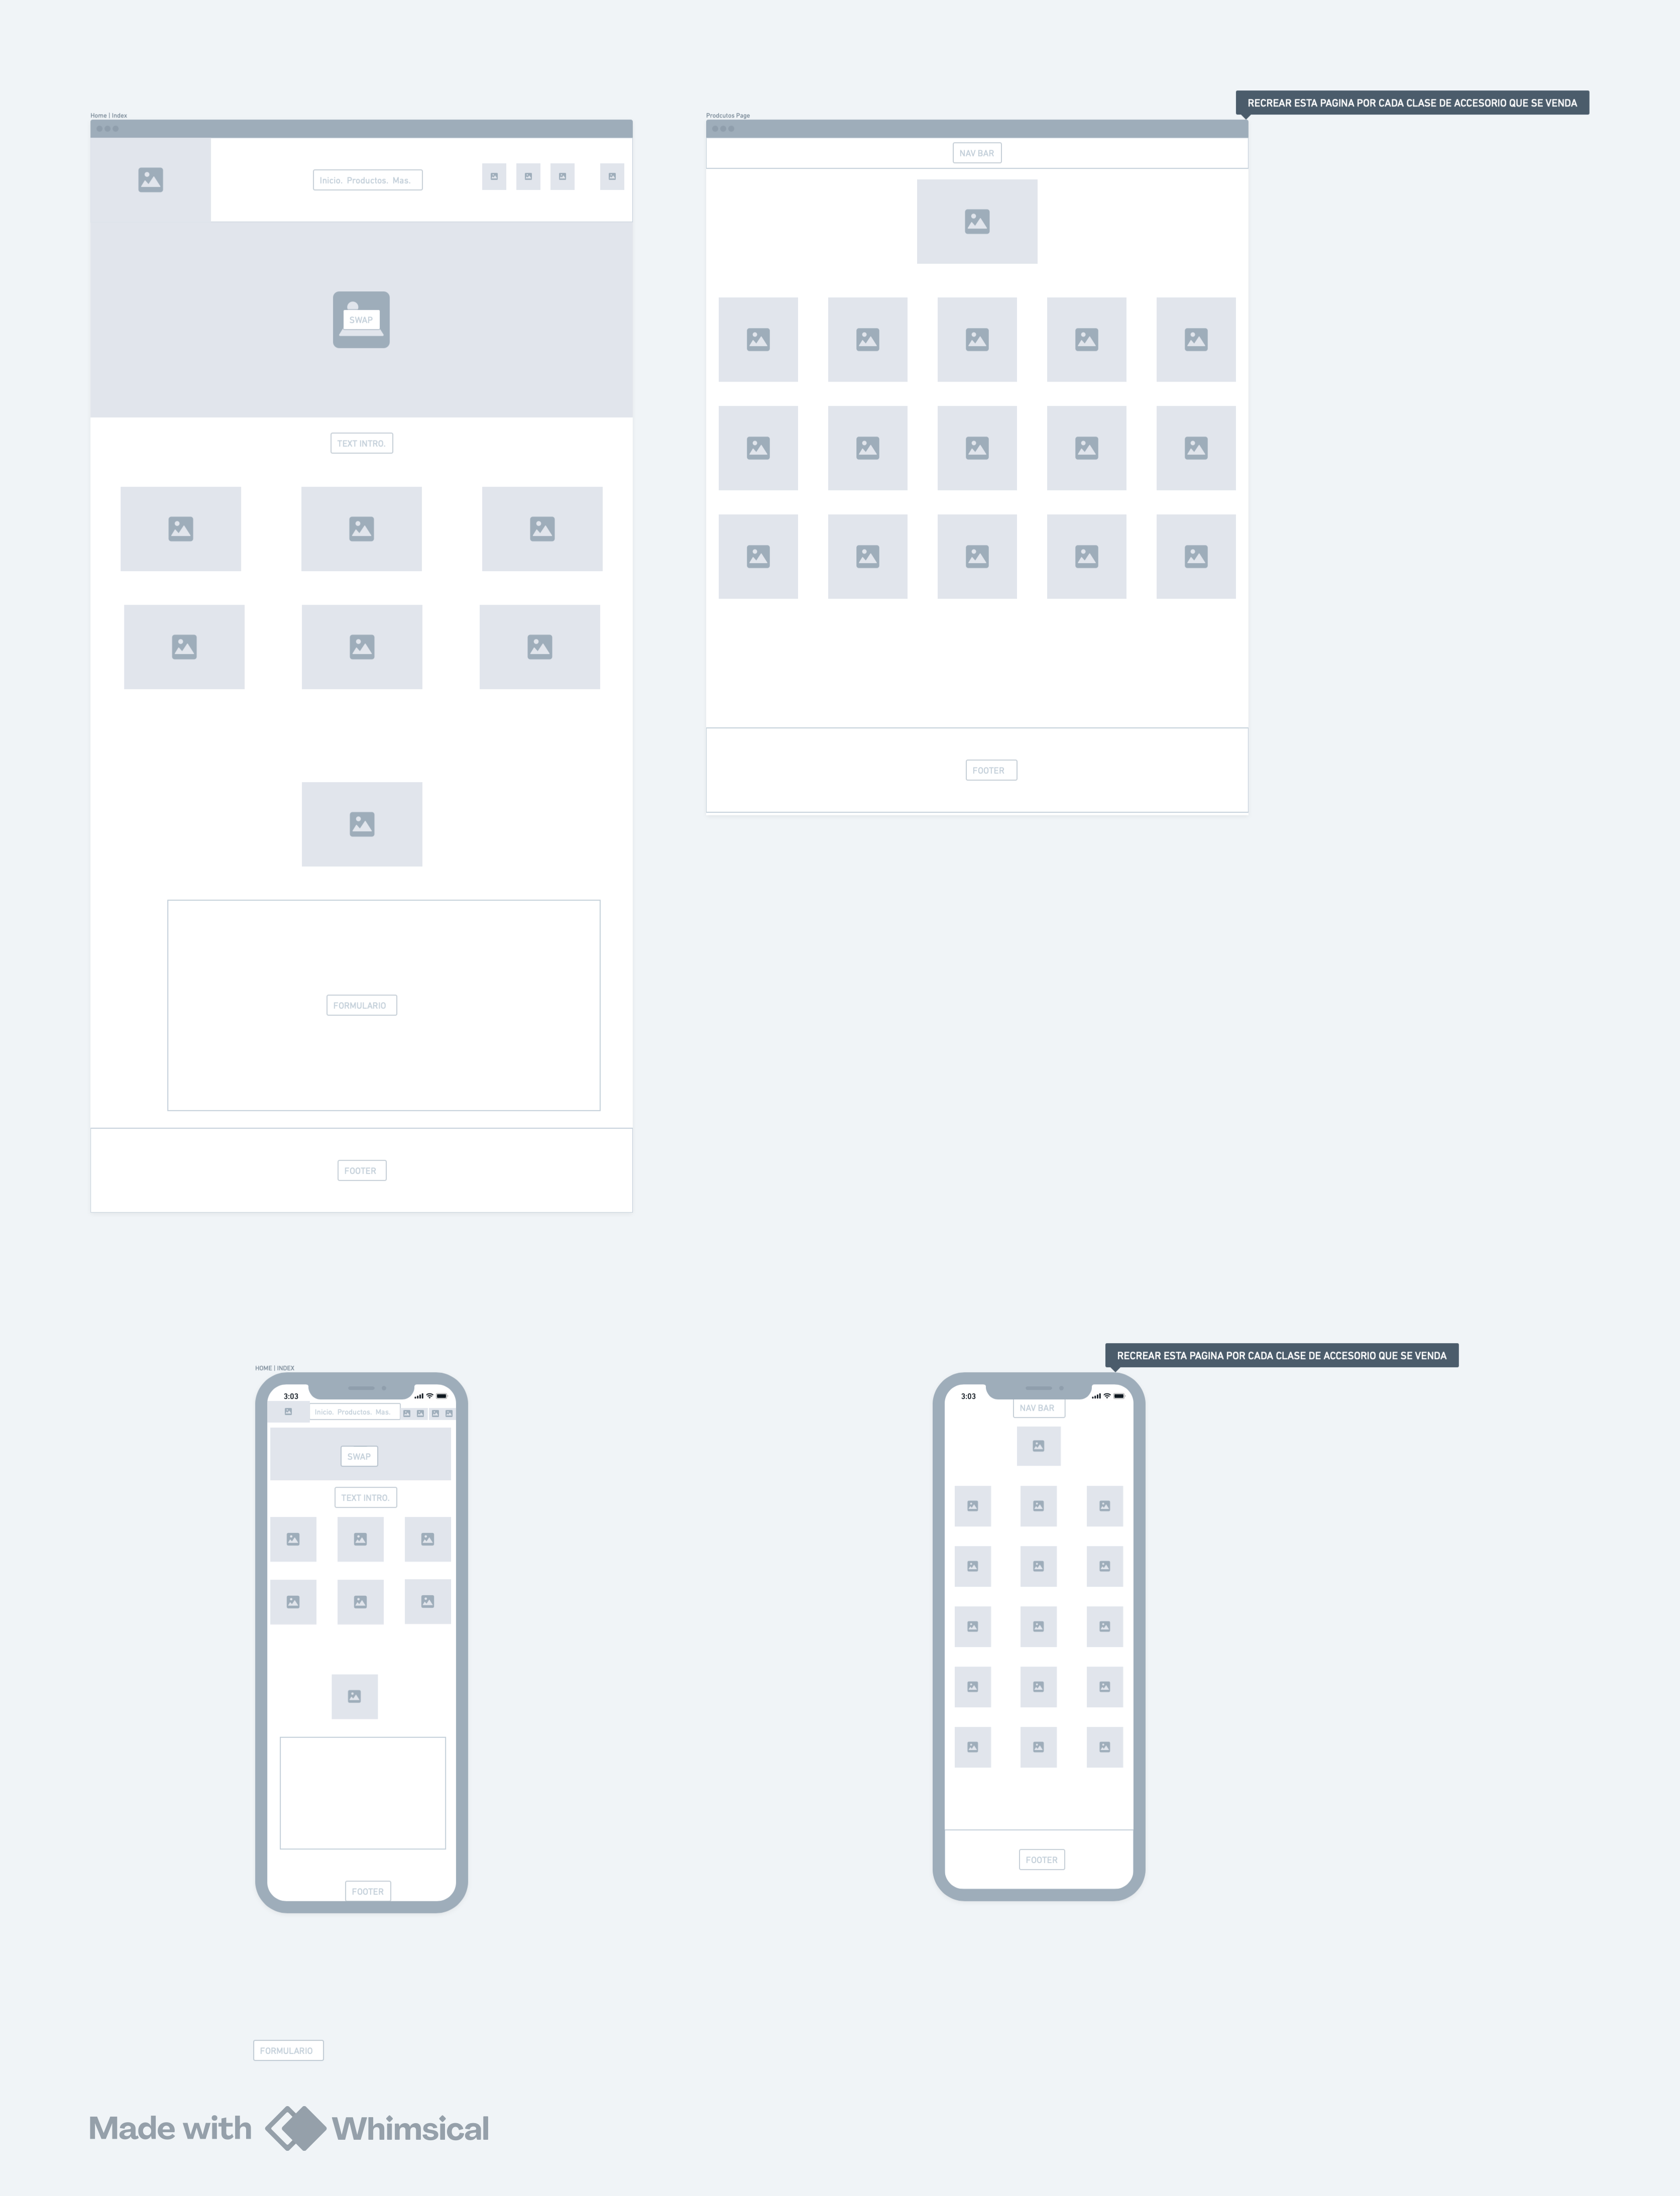 Home | Index
Prodcutos Page
RECREAR ESTA PAGINA POR CADA CLASE DE ACCESORIO QUE SE VENDA
Inicio. Productos. Mas.
NAV BAR
SWAP
TEXT INTRO.
FOOTER
FORMULARIO
FOOTER
HOME | INDEX
RECREAR ESTA PAGINA POR CADA CLASE DE ACCESORIO QUE SE VENDA
3:03
Inicio. Productos. Mas.
SWAP
TEXT INTRO.
FOOTER
3:03
NAV BAR
FOOTER
FORMULARIO
Made with Whimsical